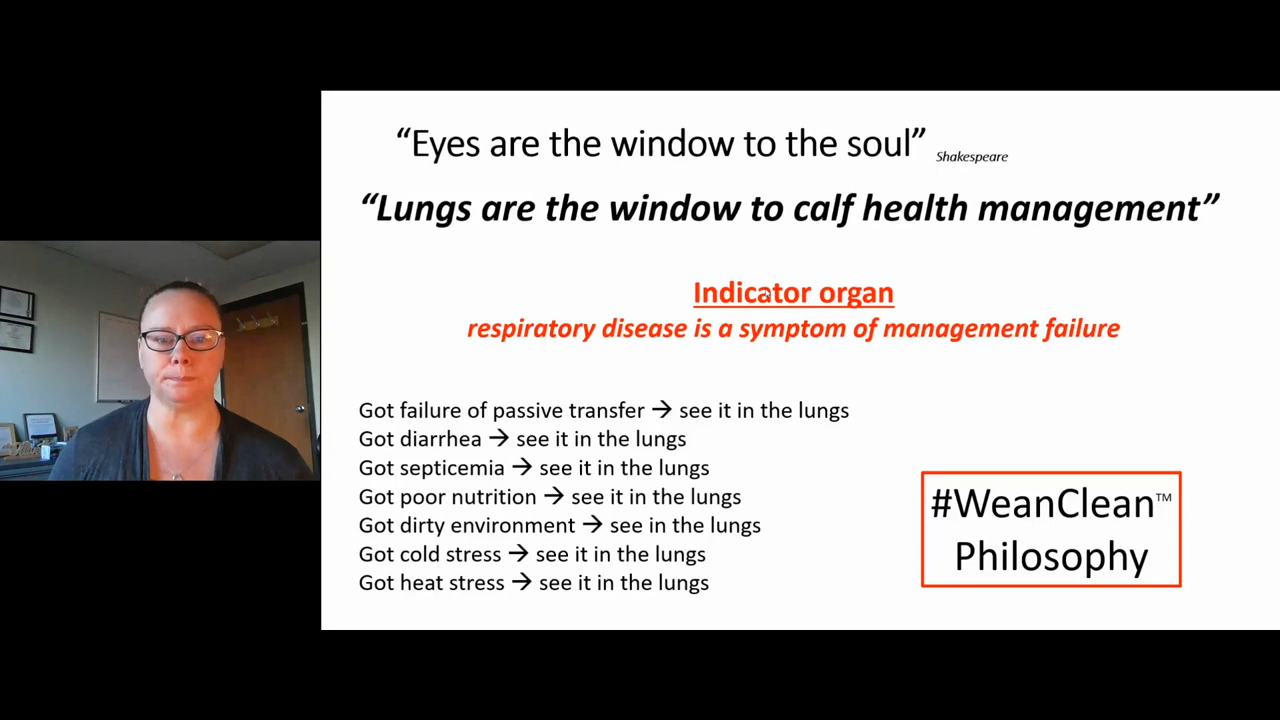 “Eyes are the window to the soul” Shakespeare
“Lungs are the window to calf health management”
Indicator organ
respiratory disease is a symptom of management failure
Got failure of passive transfer → see it in the lungs
Got diarrhea → see it in the lungs
Got septicemia → see it in the lungs
Got poor nutrition → see it in the lungs
Got dirty environment → see in the lungs
Got cold stress → see it in the lungs
Got heat stress → see it in the lungs
#WeanClean™
Philosophy